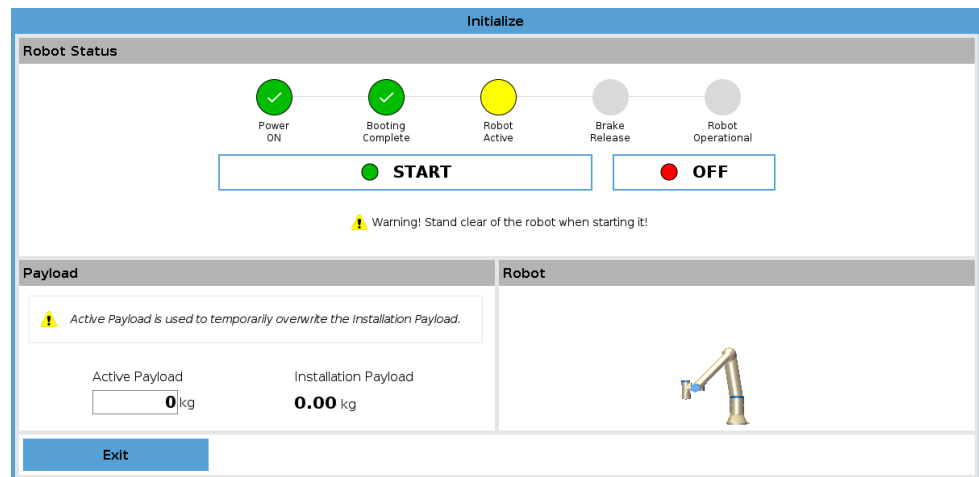 Initialize
Robot Status
Power
ON
Booting
Complete
Robot
Active
Brake
Release
Robot
Operational
START
OFF
Warning! Stand clear of the robot when starting it!
Payload
Active Payload is used to temporarily overwrite the Installation Payload.
Active Payload
Installation Payload
0 kg
0.00 kg
Robot
Exit